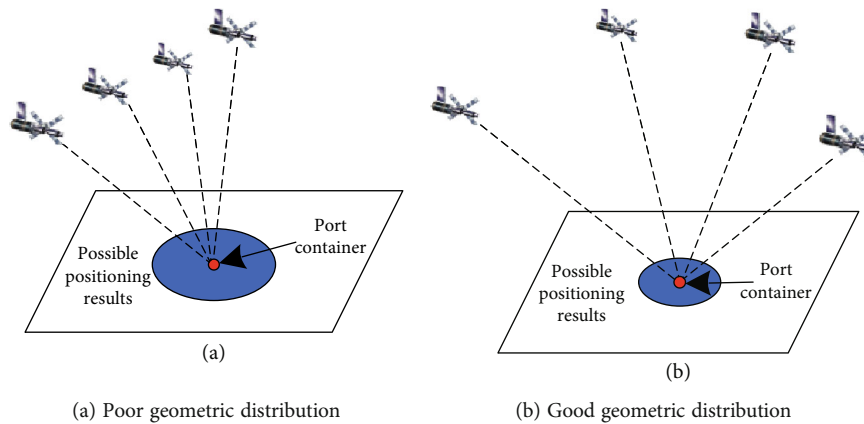 Possible
positioning
results
Port
container
(a)
Possible
positioning
results
Port
container
(b)
(a) Poor geometric distribution
(b) Good geometric distribution